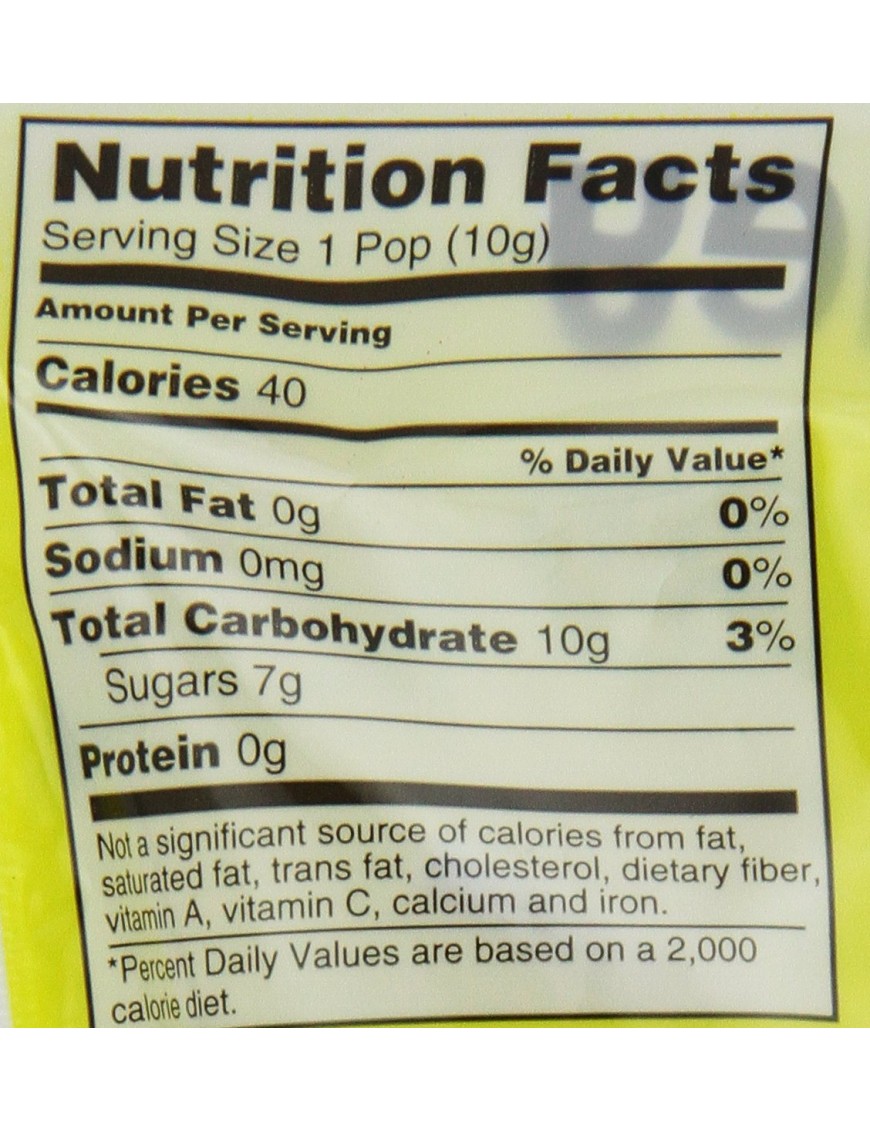 Nutrition Facts
Serving Size 1 Pop (10g)
Amount Per Serving
Calories 40
% Daily Value*
Total Fat 0g 0%
Sodium 0mg 0%
Total Carbohydrate 10g 3%
Sugars 7g
Protein 0g
Not a significant source of calories from fat,
saturated fat, trans fat, cholesterol, dietary fiber,
vitamin A, vitamin C, calcium and iron.
*Percent Daily Values are based on a 2,000
calorie diet.